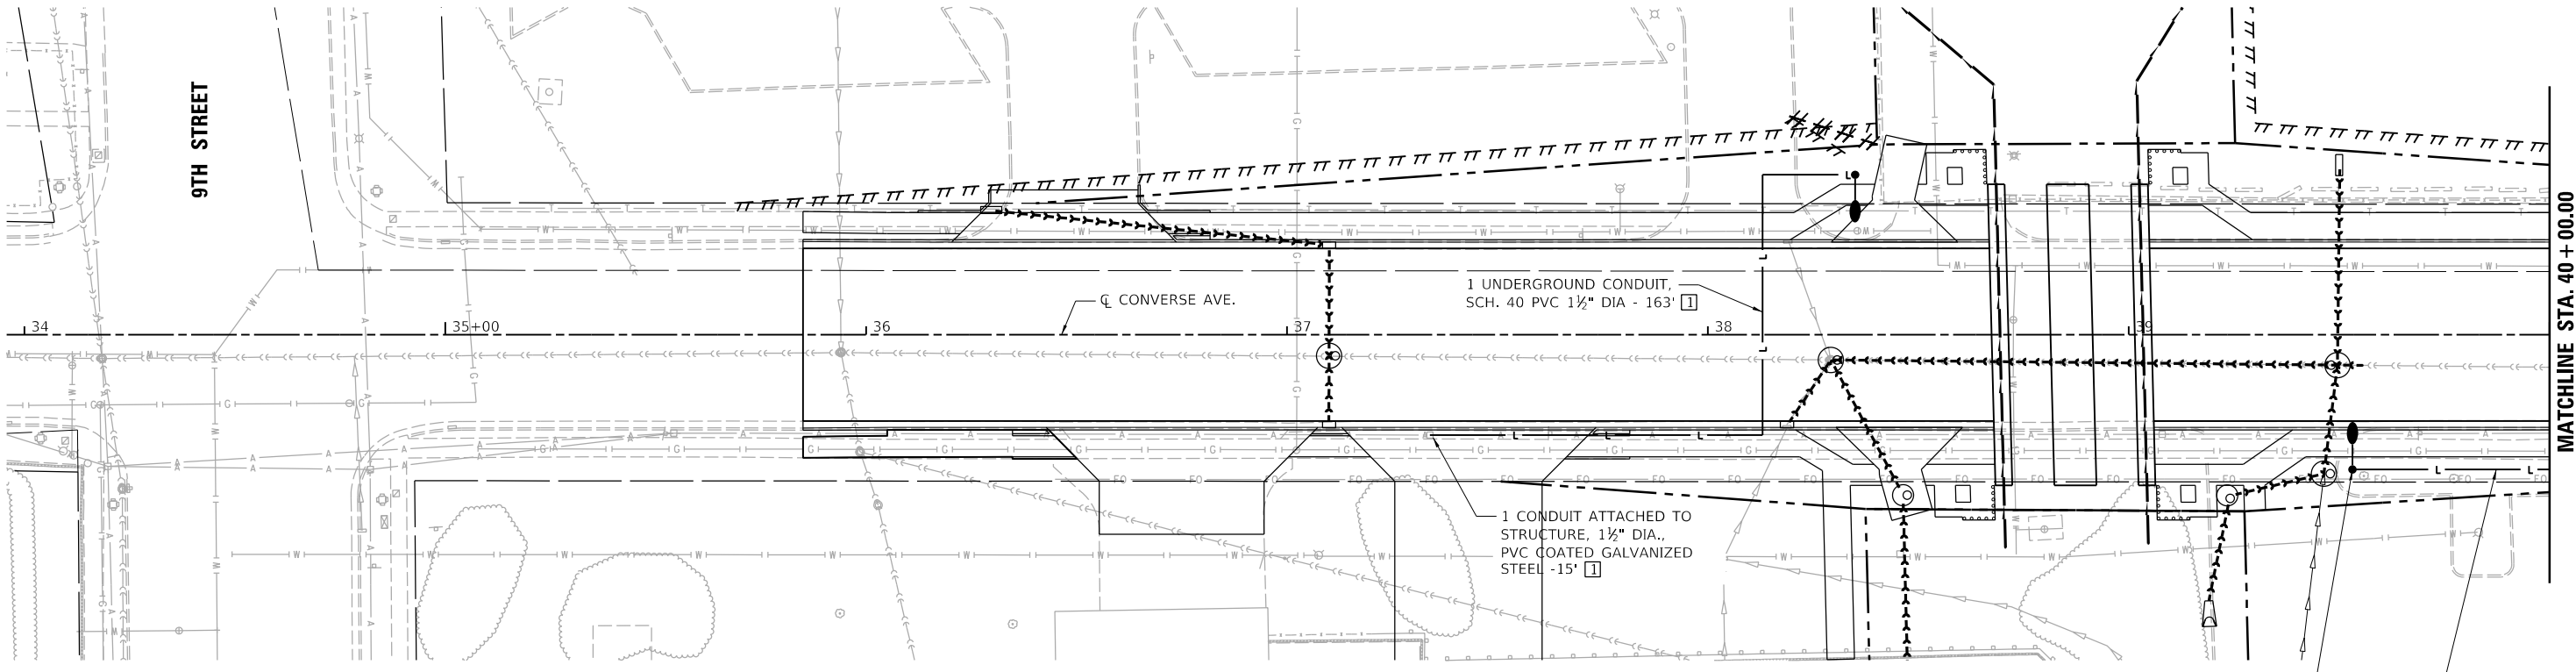 9TH STREET
34
35+00
36
37
38
39
℄ CONVERSE AVE.
1 UNDERGROUND CONDUIT,
SCH. 40 PVC 1½" DIA - 163' 1
1 CONDUIT ATTACHED TO
STRUCTURE, 1½" DIA.,
PVC COATED GALVANIZED
STEEL -15' 1
MATCHLINE STA. 40+00.00